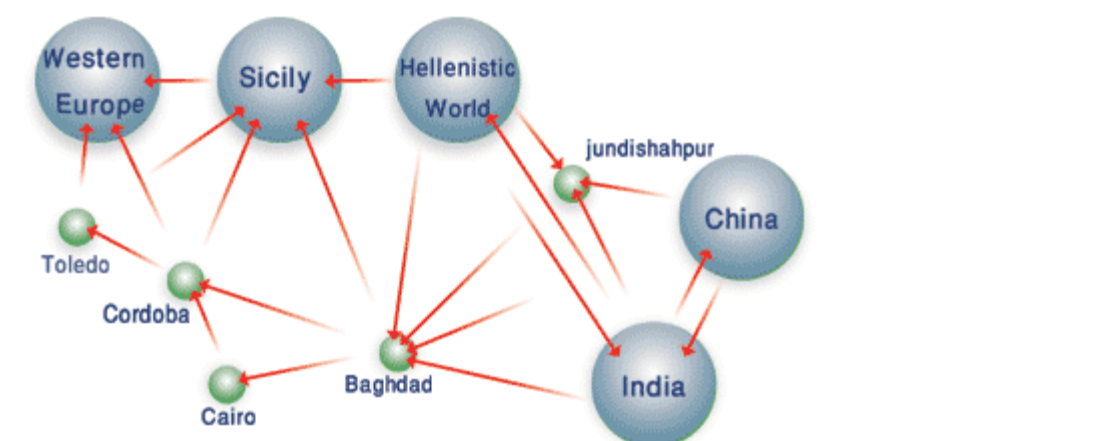 Western
Europe
Sicily
Hellenistic
World
jundishahpur
China
Toledo
Cordoba
Baghdad
India
Cairo